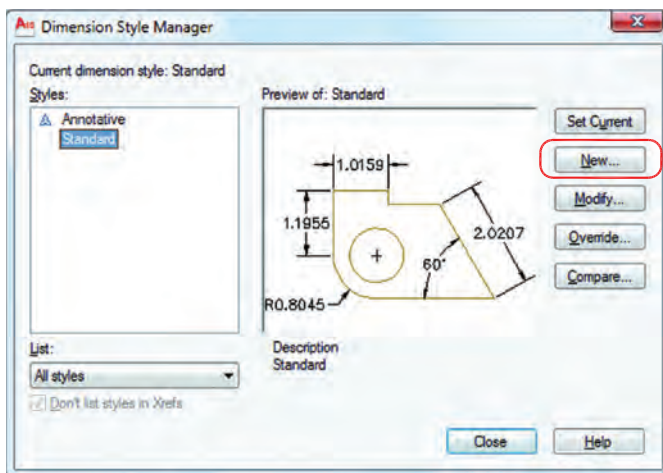 Dimension Style Manager
Current dimension style: Standard
Styles:
Annotative
Standard
Preview of: Standard
1.0159
1.1955
2.0207
60°
R0.8045
Set Current
New...
Modify...
Override...
Compare...
List:
All styles
Don't list styles in Xrefs
Description
Standard
Close
Help